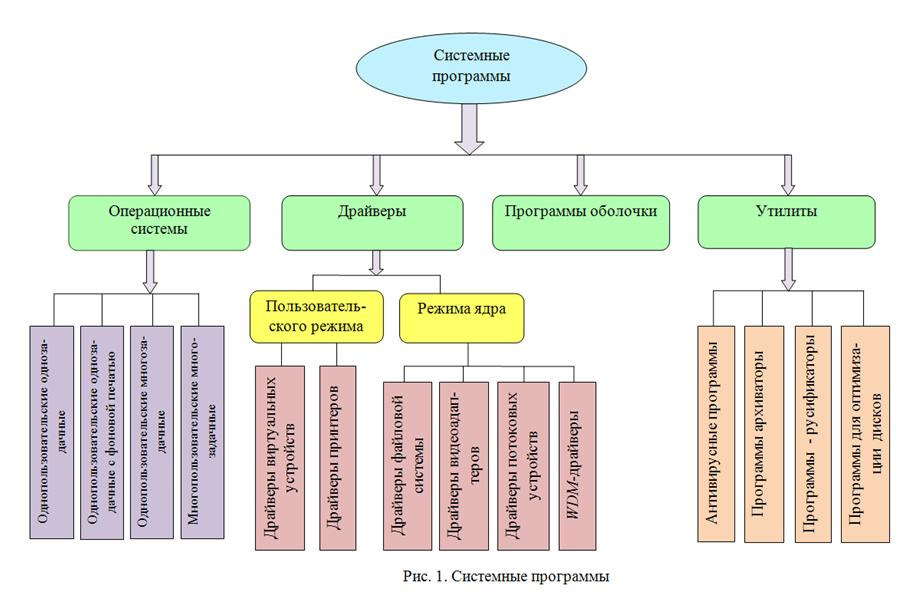 Системные
программы
Операционные
системы
Драйверы
Программы оболочки
Утилиты
Пользователь-
ского режима
Режима ядра
Однопользовательские одноза-
дачные
Однопользовательские одноза-
дачные с фоновой печатью
Однопользовательские многоза-
дачные
Многопользовательские много-
задачные
Драйверы виртуальных
устройств
Драйверы принтеров
Драйверы файловой
системы
Драйверы видеоадап-
теров
Драйверы потоковых
устройств
WDM-драйверы
Антивирусные программы
Программы архиваторы
Программы - русификаторы
Программы для оптимиза-
ции дисков
Рис. 1. Системные программы